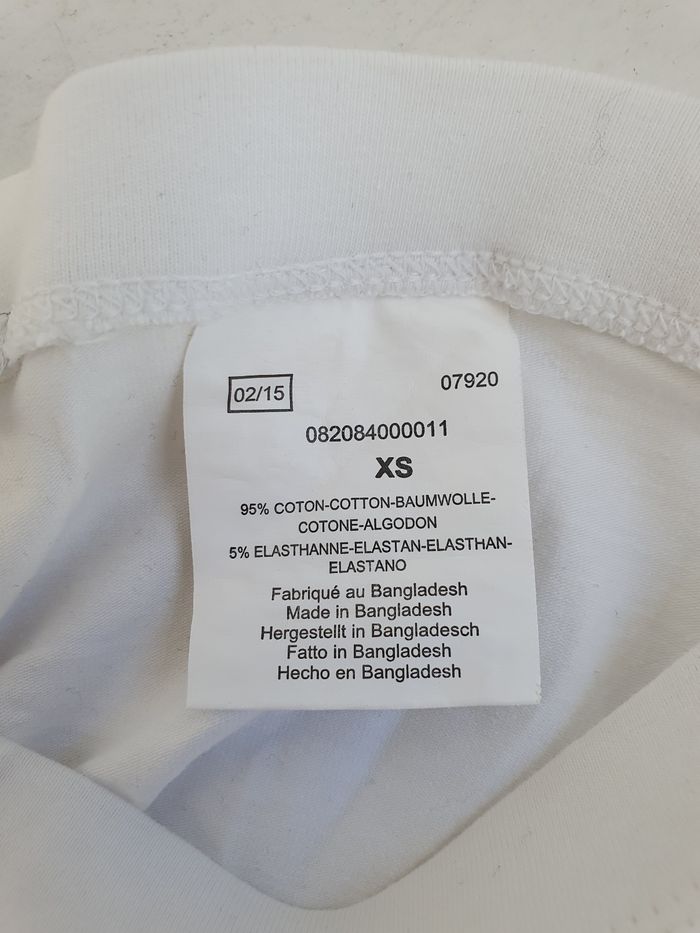 02/15 07920
082084000011
XS
95% COTON-COTTON-BAUMWOLLE-
COTONE-ALGODON
5% ELASTHANNE-ELASTAN-ELASTHAN-
ELASTANO
Fabriqué au Bangladesh
Made in Bangladesh
Hergestellt in Bangladesch
Fatto in Bangladesh
Hecho en Bangladesh